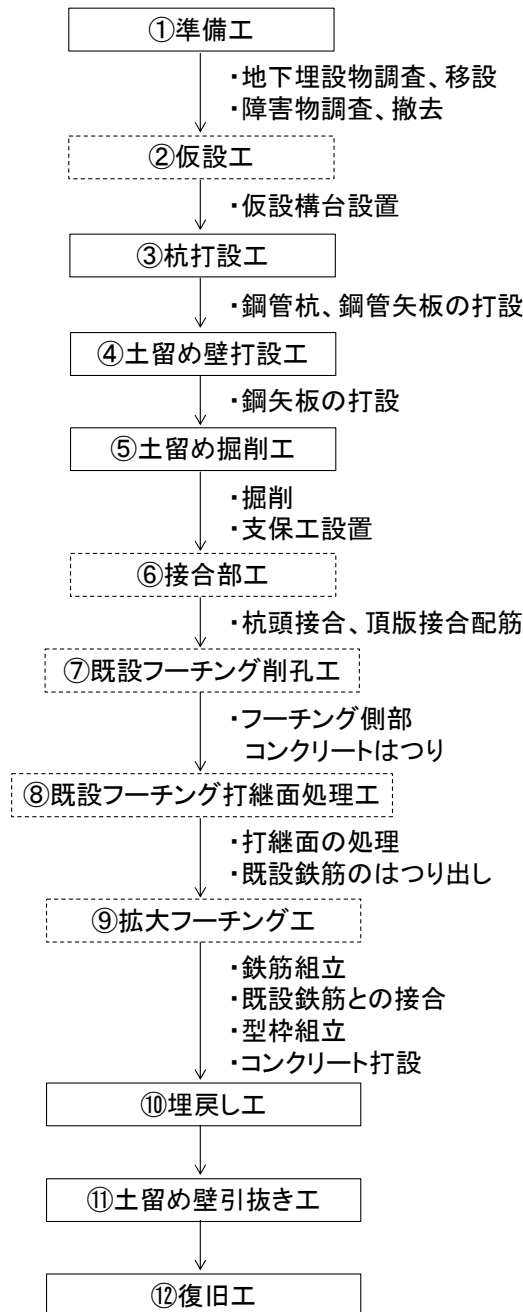 ①準備工
・地下埋設物調査、移設
・障害物調査、撤去
②仮設工
・仮設構台設置
③杭打設工
・鋼管杭、鋼管矢板の打設
④土留め壁打設工
・鋼矢板の打設
⑤土留め掘削工
・掘削
・支保工設置
⑥接合部工
・杭頭接合、頂版接合配筋
⑦既設フーチング削孔工
・フーチング側部
コンクリートはつり
⑧既設フーチング打継面処理工
・打継面の処理
・既設鉄筋のはつり出し
⑨拡大フーチング工
・鉄筋組立
・既設鉄筋との接合
・型枠組立
・コンクリート打設
⑩埋戻し工
⑪土留め壁引抜き工
⑫復旧工